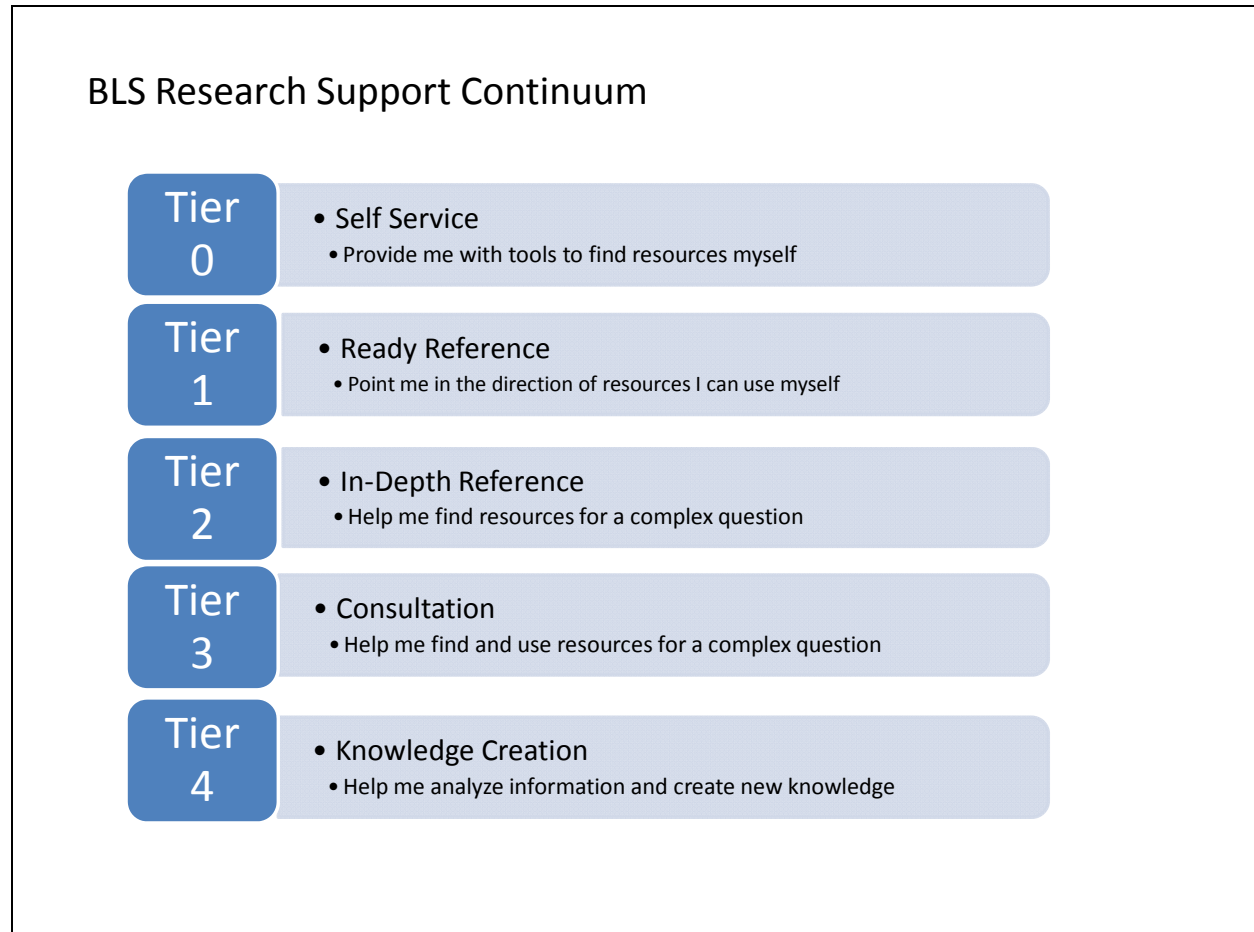 BLS Research Support Continuum
Tier
0
• Self Service
• Provide me with tools to find resources myself
Tier
1
• Ready Reference
• Point me in the direction of resources I can use myself
Tier
2
• In-Depth Reference
• Help me find resources for a complex question
Tier
3
• Consultation
• Help me find and use resources for a complex question
Tier
4
• Knowledge Creation
• Help me analyze information and create new knowledge